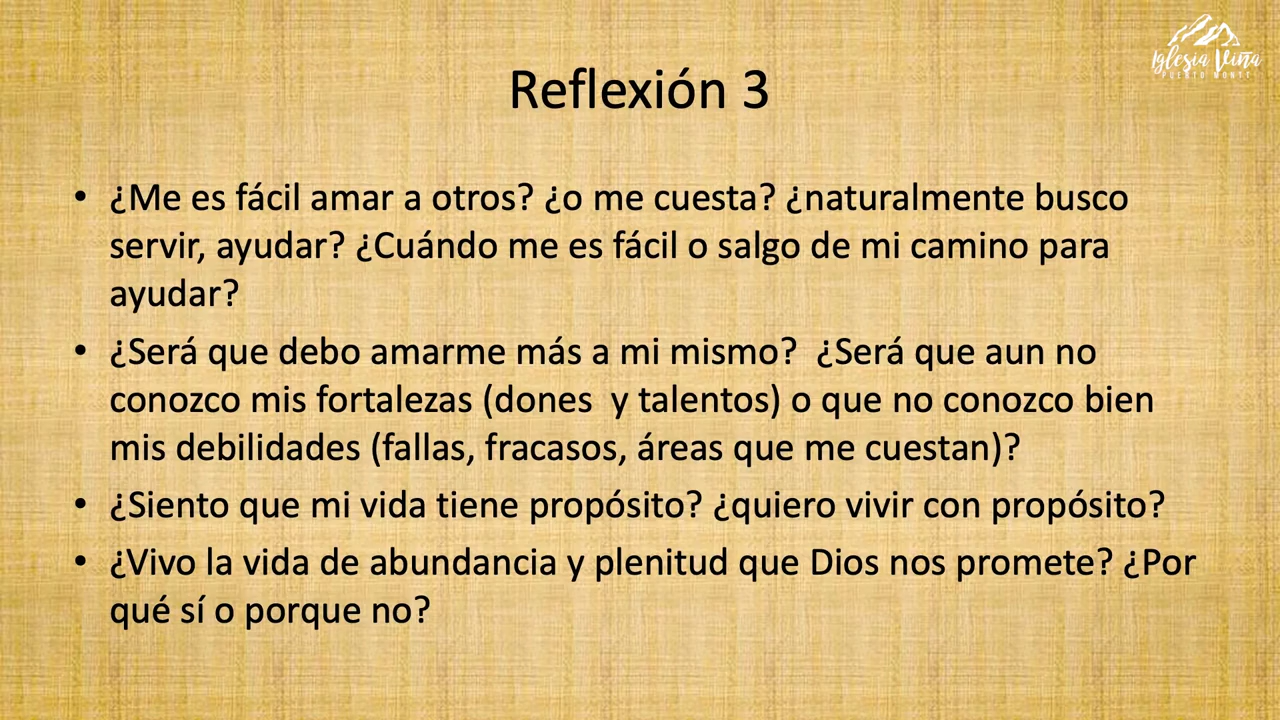 Iglesia Viña
PUERTO MONTT
Reflexión 3
• ¿Me es fácil amar a otros? ¿o me cuesta? ¿naturalmente busco
servir, ayudar? ¿Cuándo me es fácil o salgo de mi camino para
ayudar?
• ¿Será que debo amarme más a mi mismo?  ¿Será que aun no
conozco mis fortalezas (dones  y talentos) o que no conozco bien
mis debilidades (fallas, fracasos, áreas que me cuestan)?
• ¿Siento que mi vida tiene propósito? ¿quiero vivir con propósito?
• ¿Vivo la vida de abundancia y plenitud que Dios nos promete? ¿Por
qué sí o porque no?